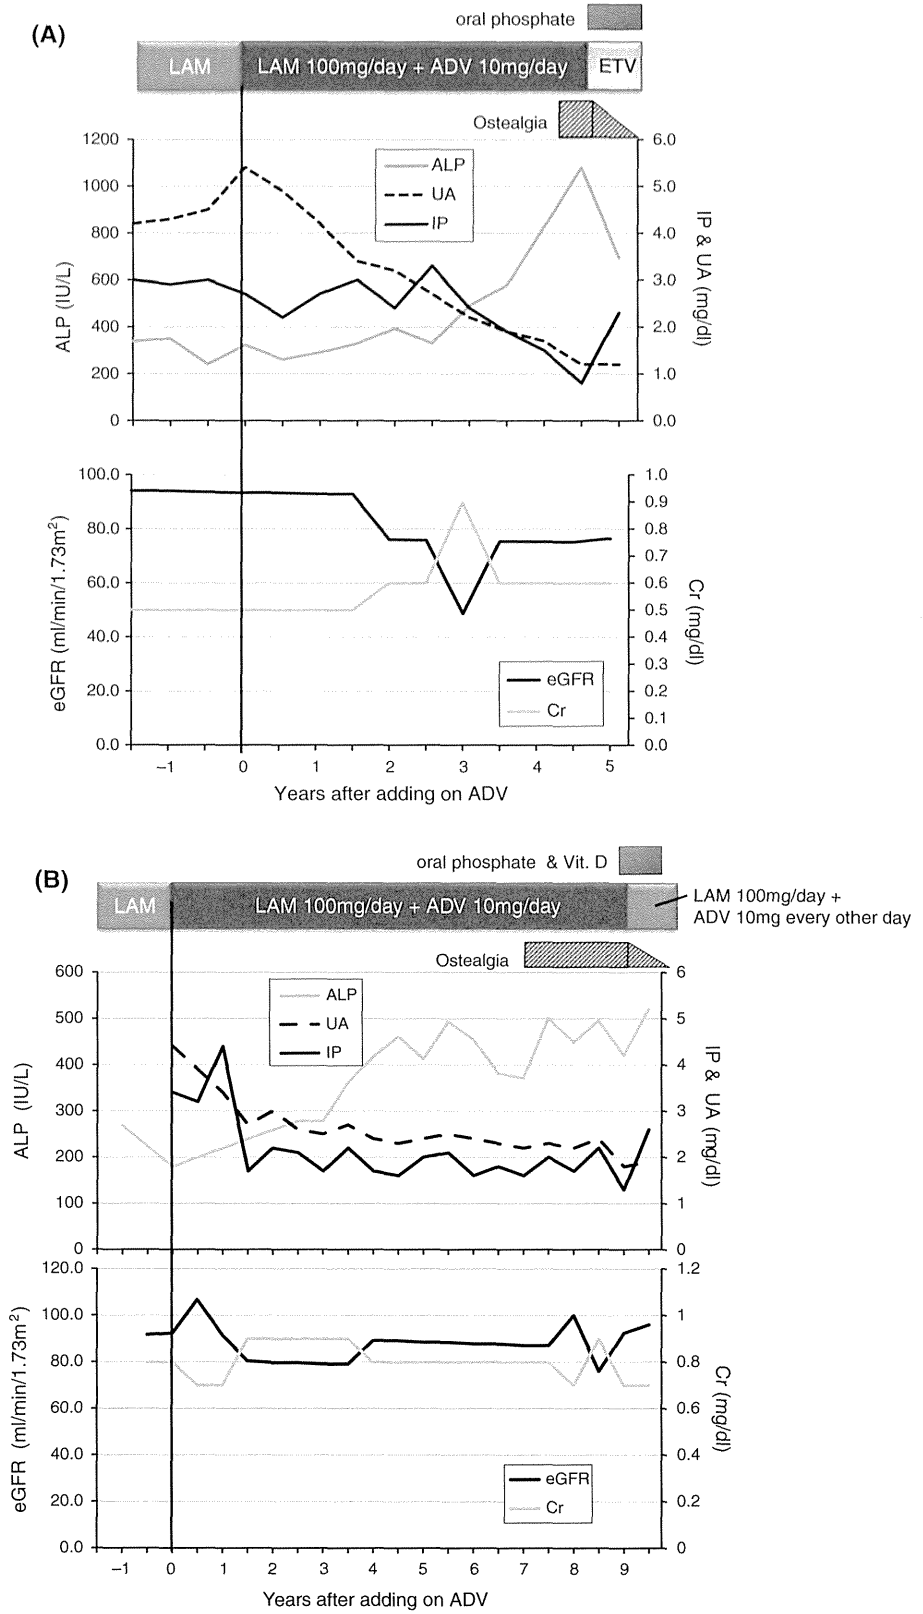 (A)
oral phosphate
LAM
LAM 100mg/day + ADV 10mg/day
ETV
Ostealgia
1200
1000
800
600
400
200
0
ALP (IU/L)
ALP
UA
IP
6.0
5.0
4.0
3.0
2.0
1.0
0.0
IP & UA (mg/dl)
100.0
80.0
60.0
40.0
20.0
0.0
eGFR (ml/min/1.73m²)
eGFR
Cr
1.0
0.9
0.8
0.7
0.6
0.5
0.4
0.3
0.2
0.1
0.0
Cr (mg/dl)
−1 0 1 2 3 4 5
Years after adding on ADV
(B)
oral phosphate & Vit. D
LAM
LAM 100mg/day + ADV 10mg/day
LAM 100mg/day +
ADV 10mg every other day
Ostealgia
600
500
400
300
200
100
0
ALP (IU/L)
ALP
UA
IP
6
5
4
3
2
1
0
IP & UA (mg/dl)
120.0
100.0
80.0
60.0
40.0
20.0
0.0
eGFR (ml/min/1.73m²)
eGFR
Cr
1.2
1
0.8
0.6
0.4
0.2
0
Cr (mg/dl)
−1 0 1 2 3 4 5 6 7 8 9
Years after adding on ADV